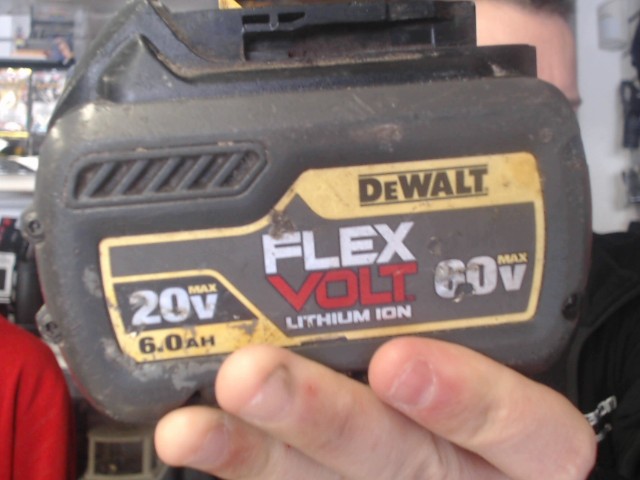 DEWALT
FLEX
VOLT
LITHIUM ION
20V MAX
6.0AH
60V MAX